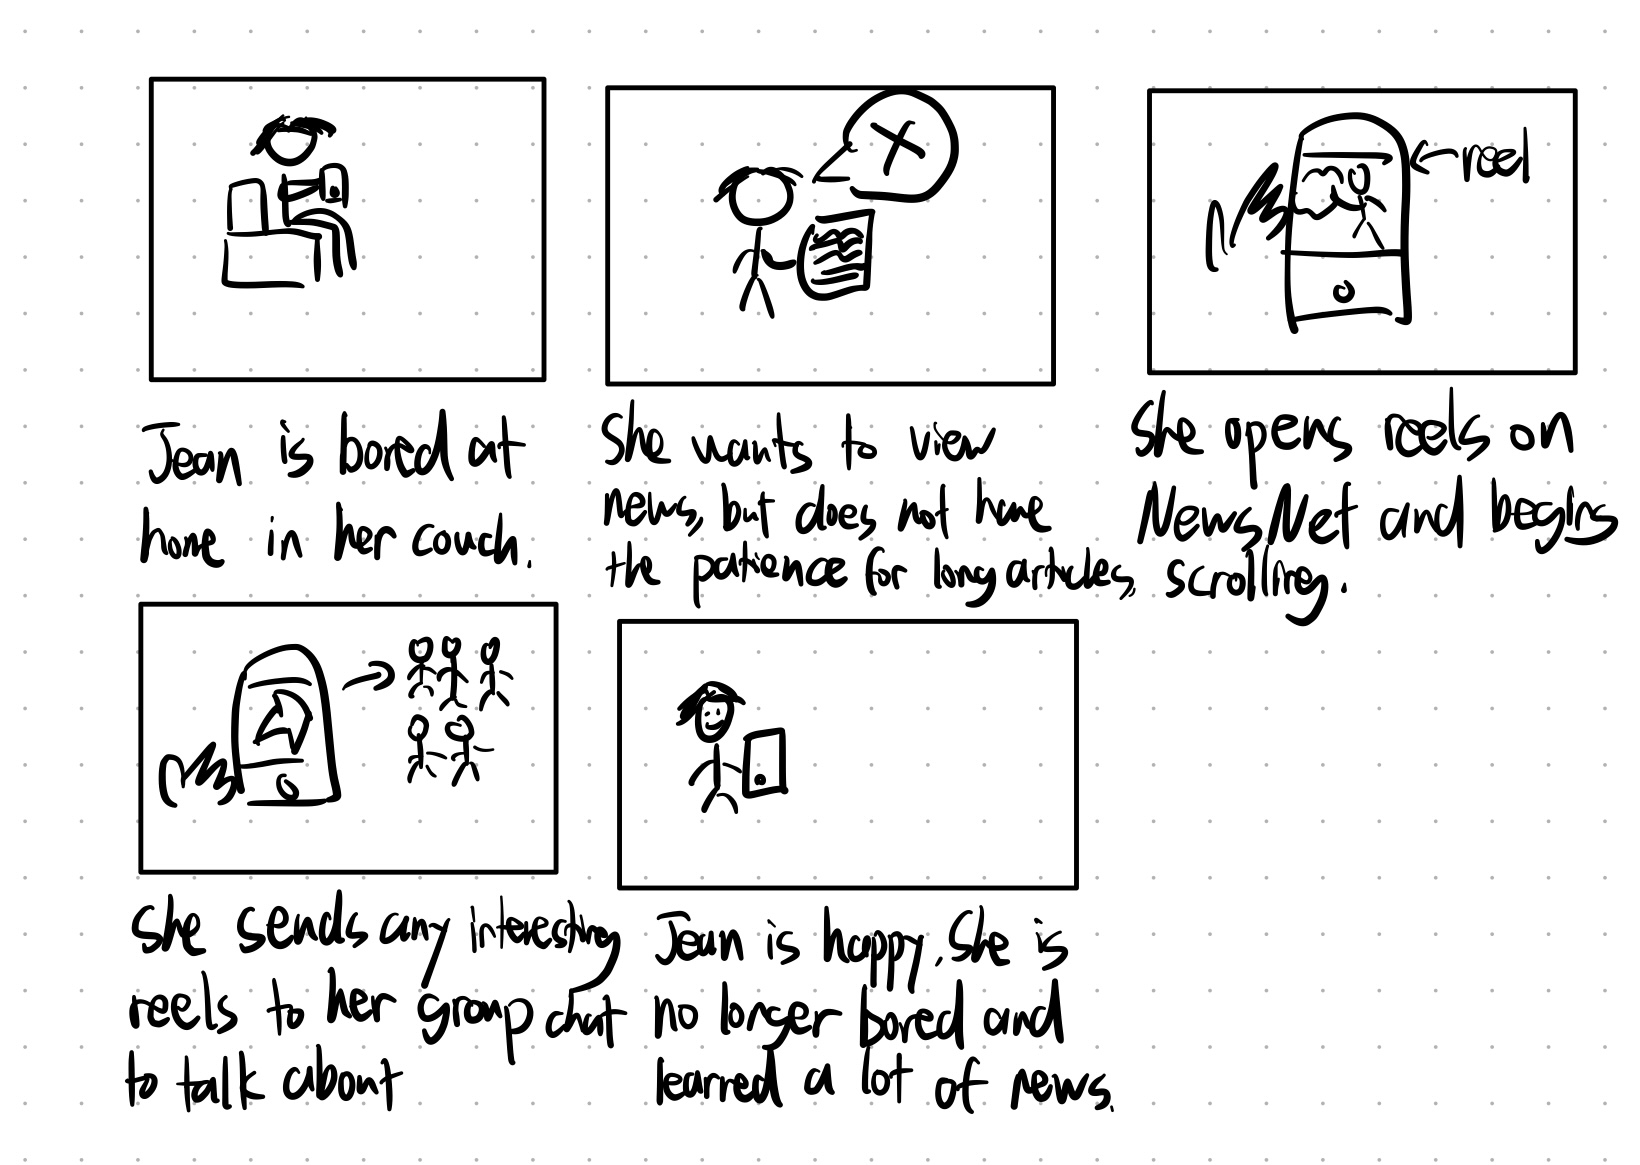 reel
Jean is bored at
home in her couch.
She wants to view
news, but does not have
the patience for long articles.
She opens reels on
NewsNet and begins
scrolling.
She sends any interesting
reels to her group chat
to talk about
Jean is happy. She is
no longer bored and
learned a lot of news.